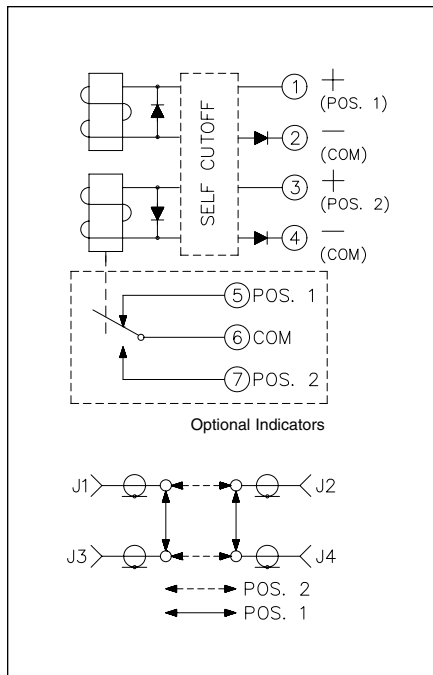 1 +
(POS. 1)
2 —
(COM)
SELF CUTOFF
3 +
(POS. 2)
4 —
(COM)
5 POS. 1
6 COM
7 POS. 2
Optional Indicators
J1 J2
J3 J4
POS. 2
POS. 1